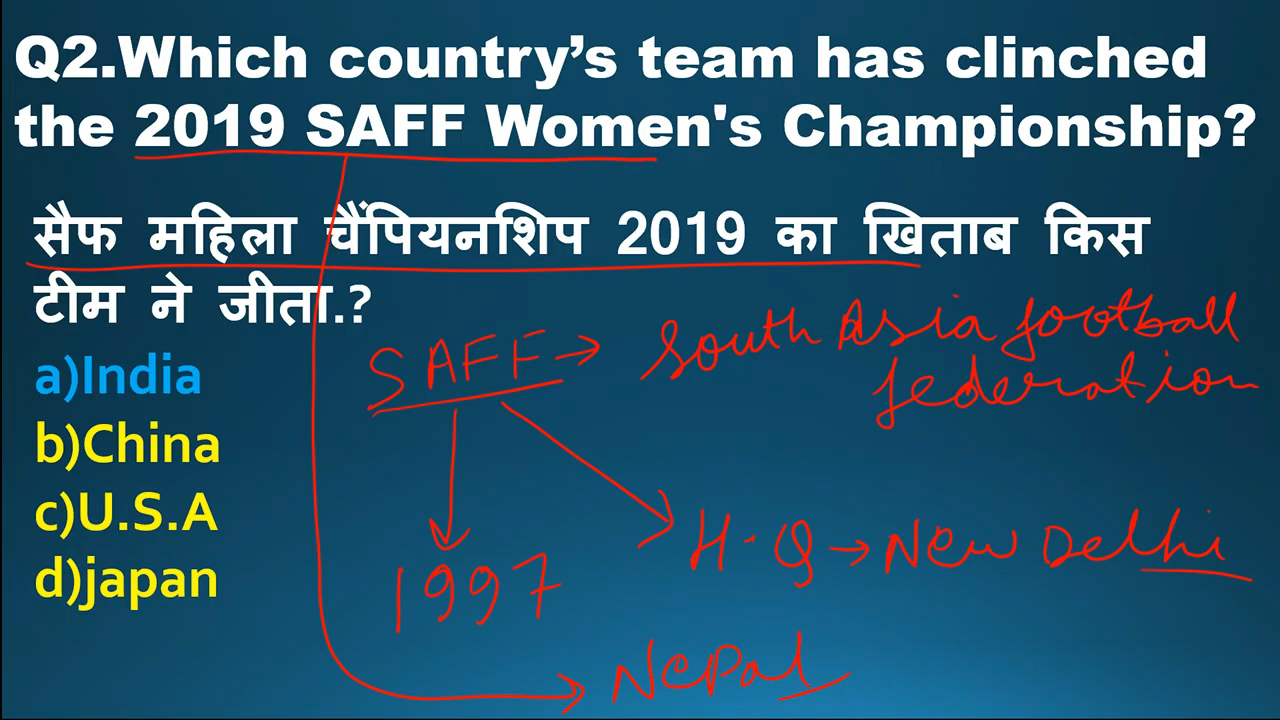 Q2.Which country’s team has clinched
the 2019 SAFF Women's Championship?
सैफ महिला चैंपियनशिप 2019 का खिताब किस
टीम ने जीता.?
a)India
b)China
c)U.S.A
d)japan
SAFF → South Asia football
federation
H.Q → New Delhi
1997
Nepal